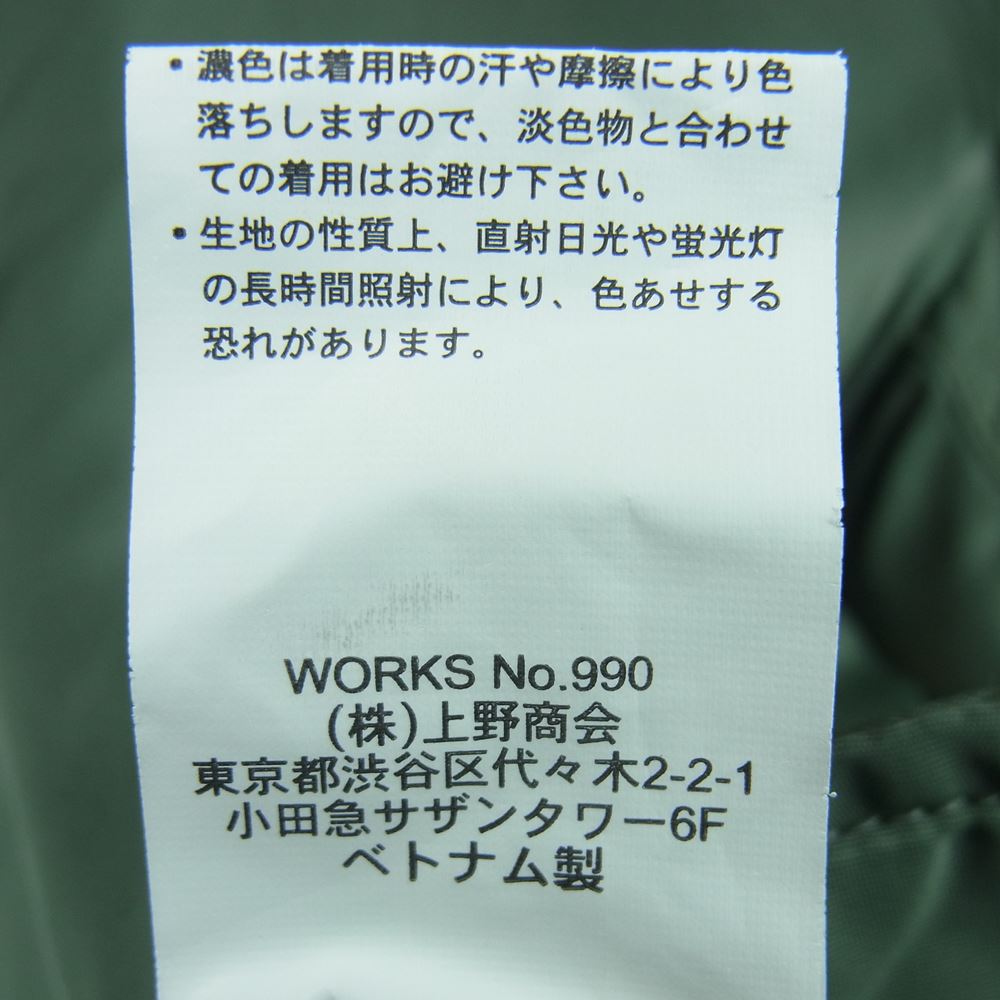 ・濃色は着用時の汗や摩擦により色
落ちしますので、淡色物と合わせ
ての着用はお避け下さい。
・生地の性質上、直射日光や蛍光灯
の長時間照射により、色あせする
恐れがあります。
WORKS No.990
(株)上野商会
東京都渋谷区代々木2-2-1
小田急サザンタワー6F
ベトナム製